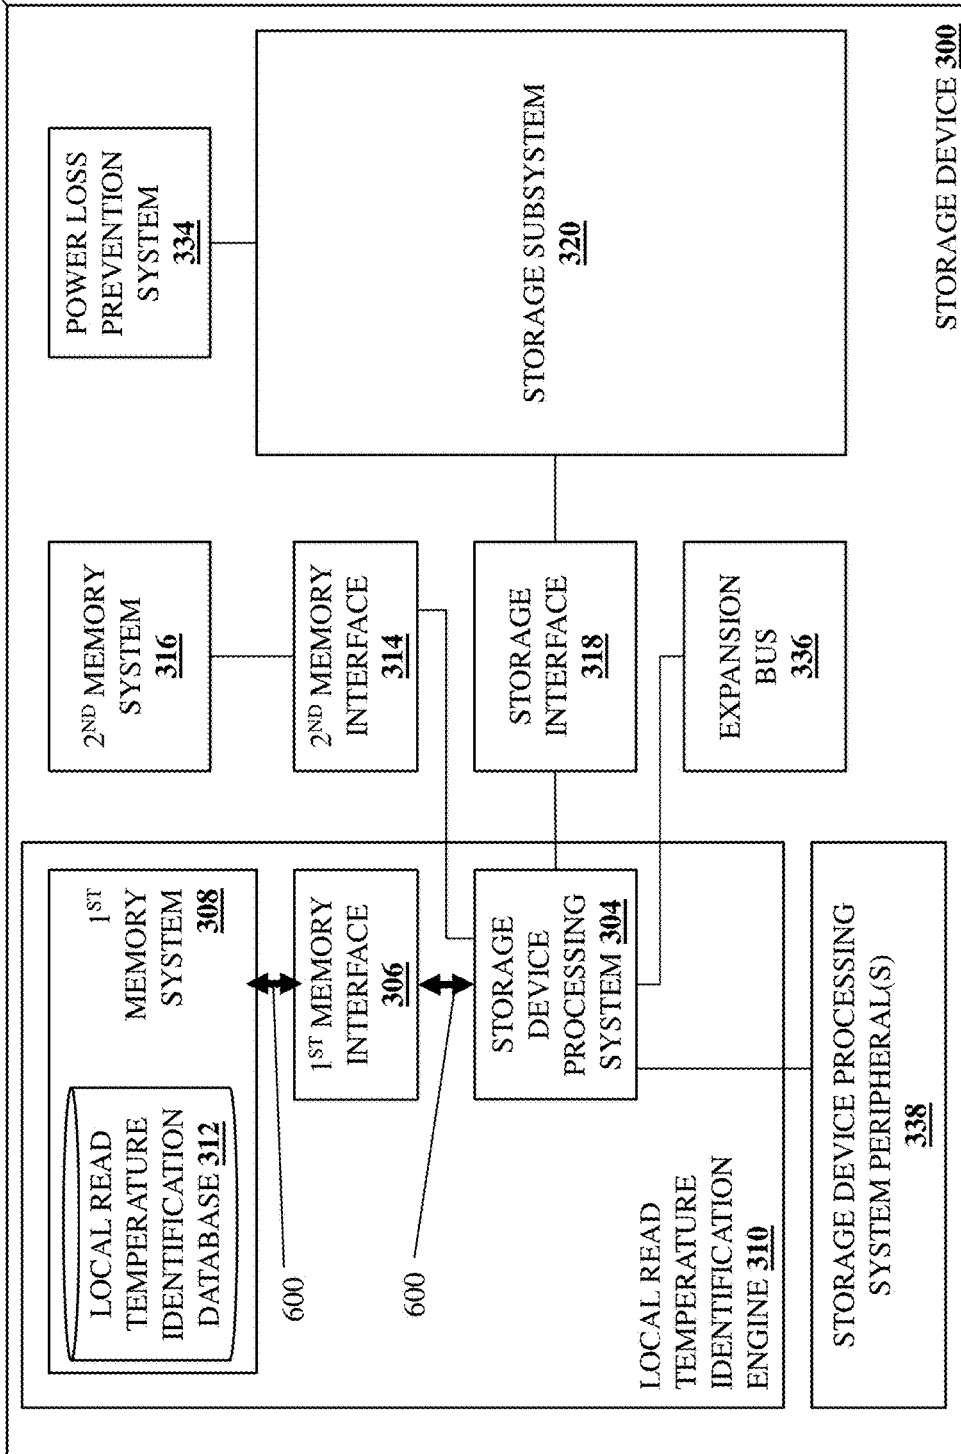 LOCAL READ
TEMPERATURE
IDENTIFICATION
DATABASE 312
1ST
MEMORY
SYSTEM
308
2ND MEMORY
SYSTEM
316
POWER LOSS
PREVENTION
SYSTEM
334
600
1ST MEMORY
INTERFACE
306
2ND MEMORY
INTERFACE
314
600
STORAGE
DEVICE
PROCESSING
SYSTEM 304
STORAGE
INTERFACE
318
STORAGE SUBSYSTEM
320
LOCAL READ
TEMPERATURE
IDENTIFICATION
ENGINE 310
EXPANSION
BUS
336
STORAGE DEVICE PROCESSING
SYSTEM PERIPHERAL(S)
338
STORAGE DEVICE 300